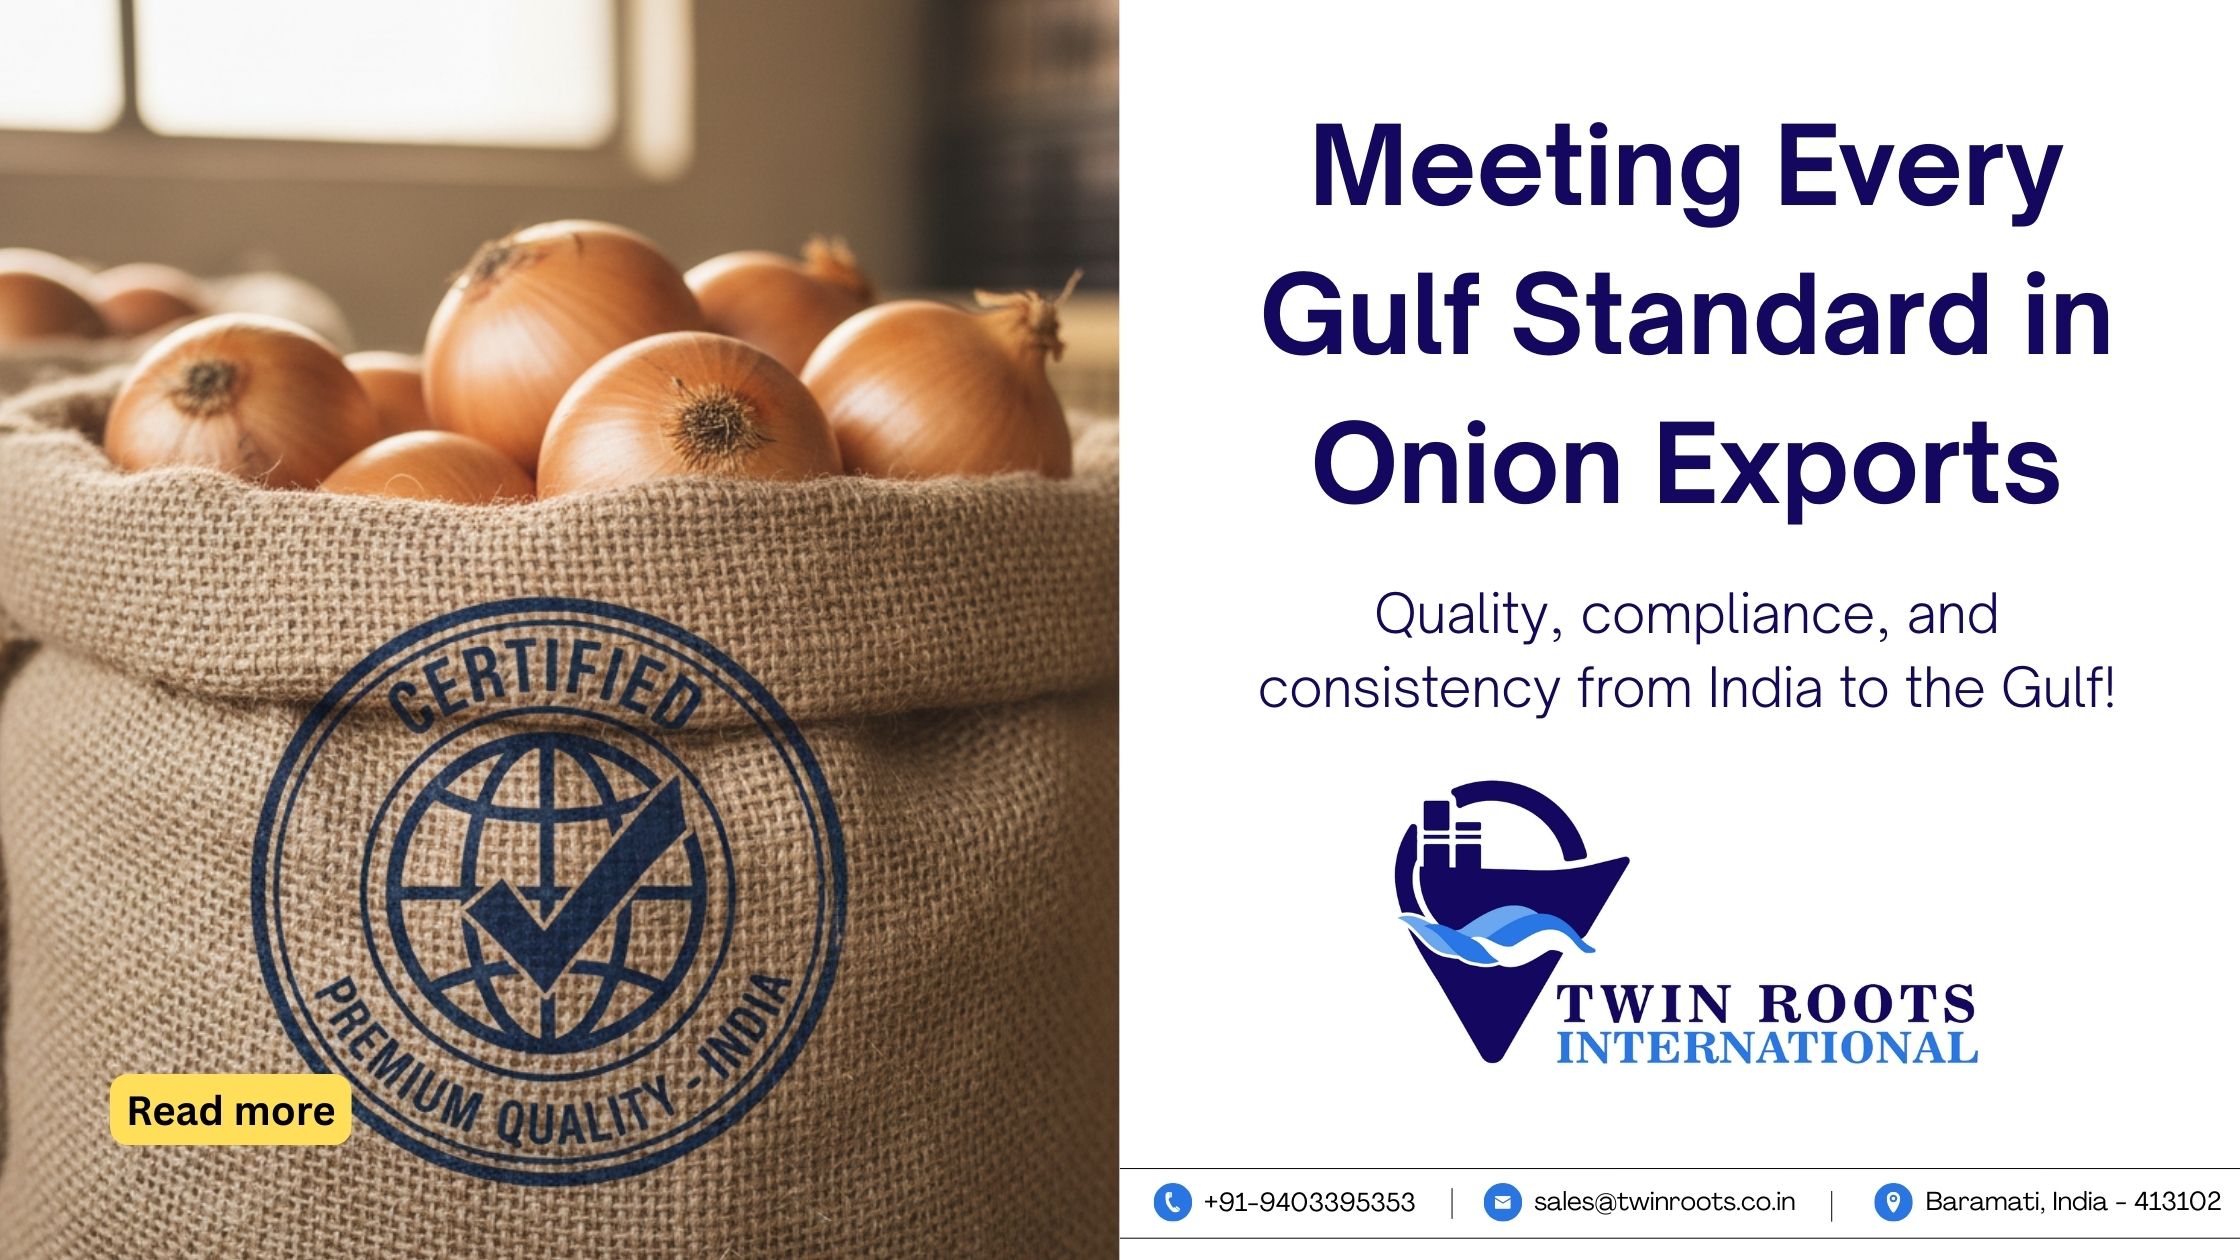 Meeting Every
Gulf Standard in
Onion Exports
Quality, compliance, and
consistency from India to the Gulf!
CERTIFIED
PREMIUM QUALITY - INDIA
Read more
TWIN ROOTS
INTERNATIONAL
+91-9403395353
sales@twinroots.co.in
Baramati, India - 413102